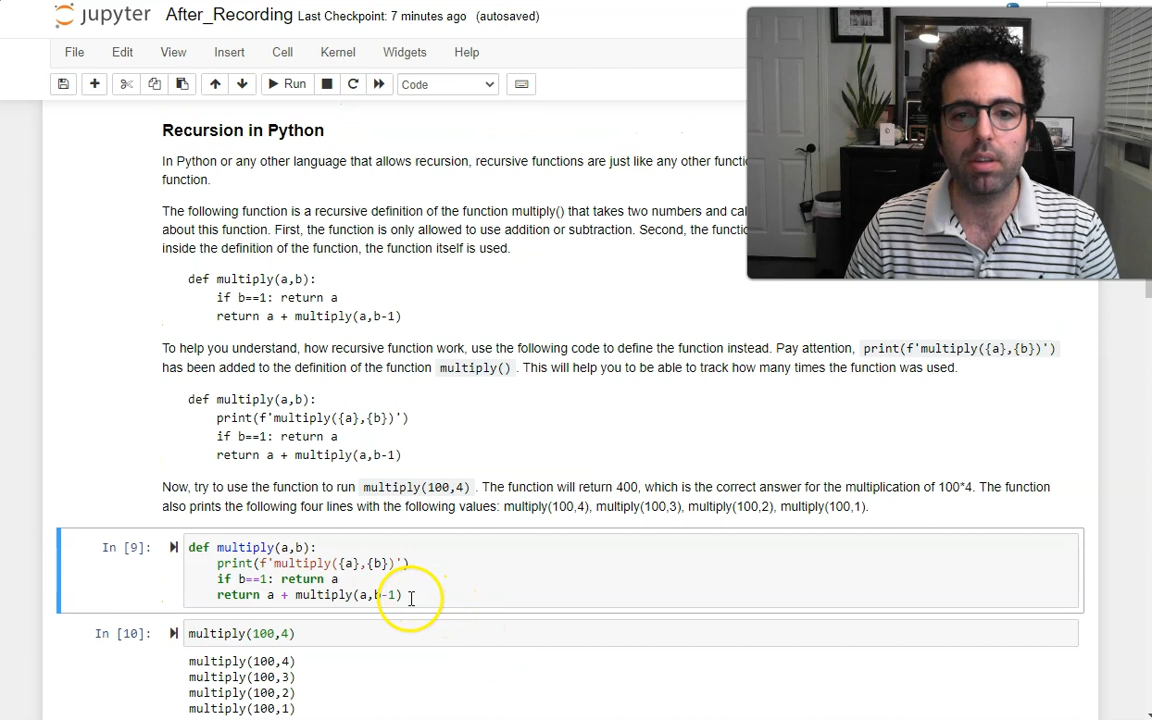 jupyter After_Recording Last Checkpoint: 7 minutes ago (autosaved)
File Edit View Insert Cell Kernel Widgets Help
Run Code
Recursion in Python
In Python or any other language that allows recursion, recursive functions are just like any other
function.
The following function is a recursive definition of the function multiply() that takes two numbers and
about this function. First, the function is only allowed to use addition or subtraction. Second, the
inside the definition of the function, the function itself is used.
def multiply(a,b):
if b==1: return a
return a + multiply(a,b-1)
To help you understand, how recursive function work, use the following code to define the function instead. Pay attention, print(f'multiply({a},{b})')
has been added to the definition of the function multiply() . This will help you to be able to track how many times the function was used.
def multiply(a,b):
print(f'multiply({a},{b})')
if b==1: return a
return a + multiply(a,b-1)
Now, try to use the function to run multiply(100,4) . The function will return 400, which is the correct answer for the multiplication of 100*4. The function
also prints the following four lines with the following values: multiply(100,4), multiply(100,3), multiply(100,2), multiply(100,1).
In [9]: def multiply(a,b):
print(f'multiply({a},{b})')
if b==1: return a
return a + multiply(a,b-1)
In [10]: multiply(100,4)
multiply(100,4)
multiply(100,3)
multiply(100,2)
multiply(100,1)